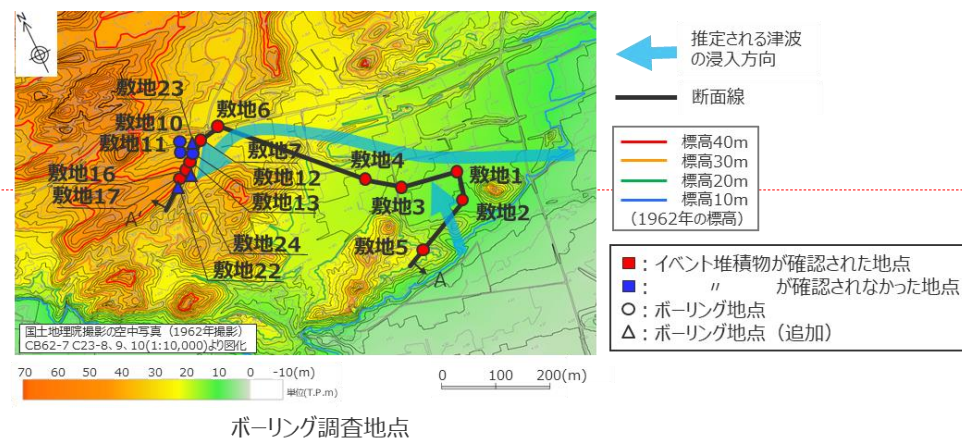 N
敷地23
敷地6
敷地10
敷地11
敷地7
敷地4
敷地1
敷地16
敷地12
敷地17
敷地13
敷地3
敷地2
A'
敷地24
敷地5
敷地22
A
国土地理院撮影の空中写真（1962年撮影）
CB62-7 C23-8、9、10(1:10,000)より図化
70 60 50 40 30 20 10 0 -10(m)
単位(T.P.m)
0 100 200(m)
推定される津波
の浸入方向
断面線
標高40m
標高30m
標高20m
標高10m
（1962年の標高）
■：イベント堆積物が確認された地点
■： 〃 が確認されなかった地点
○：ボーリング地点
△：ボーリング地点（追加）
ボーリング調査地点